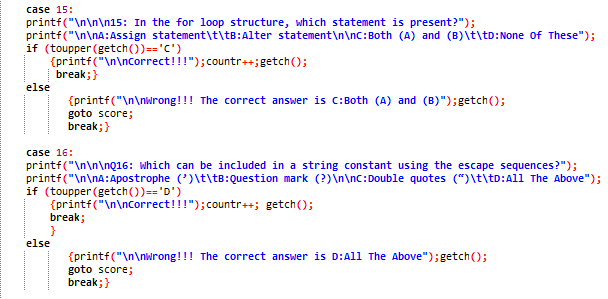 case 15:
printf("\n\n\n15: In the for loop structure, which statement is present?");
printf("\n\nA:Assign statement\t\tB:Alter statement\n\nC:Both (A) and (B)\t\tD:None Of These");
if (toupper(getch())=='C')
{printf("\n\nCorrect!!!");countr++;getch();
break;}
else
{printf("\n\nWrong!!! The correct answer is C:Both (A) and (B)");getch();
goto score;
break;}
case 16:
printf("\n\n\nQ16: Which can be included in a string constant using the escape sequences?");
printf("\n\nA:Apostrophe (’)\t\tB:Question mark (?)\n\nC:Double quotes (“)\t\tD:All The Above");
if (toupper(getch())=='D')
{printf("\n\nCorrect!!!");countr++; getch();
break;
}
else
{printf("\n\nWrong!!! The correct answer is D:All The Above");getch();
goto score;
break;}